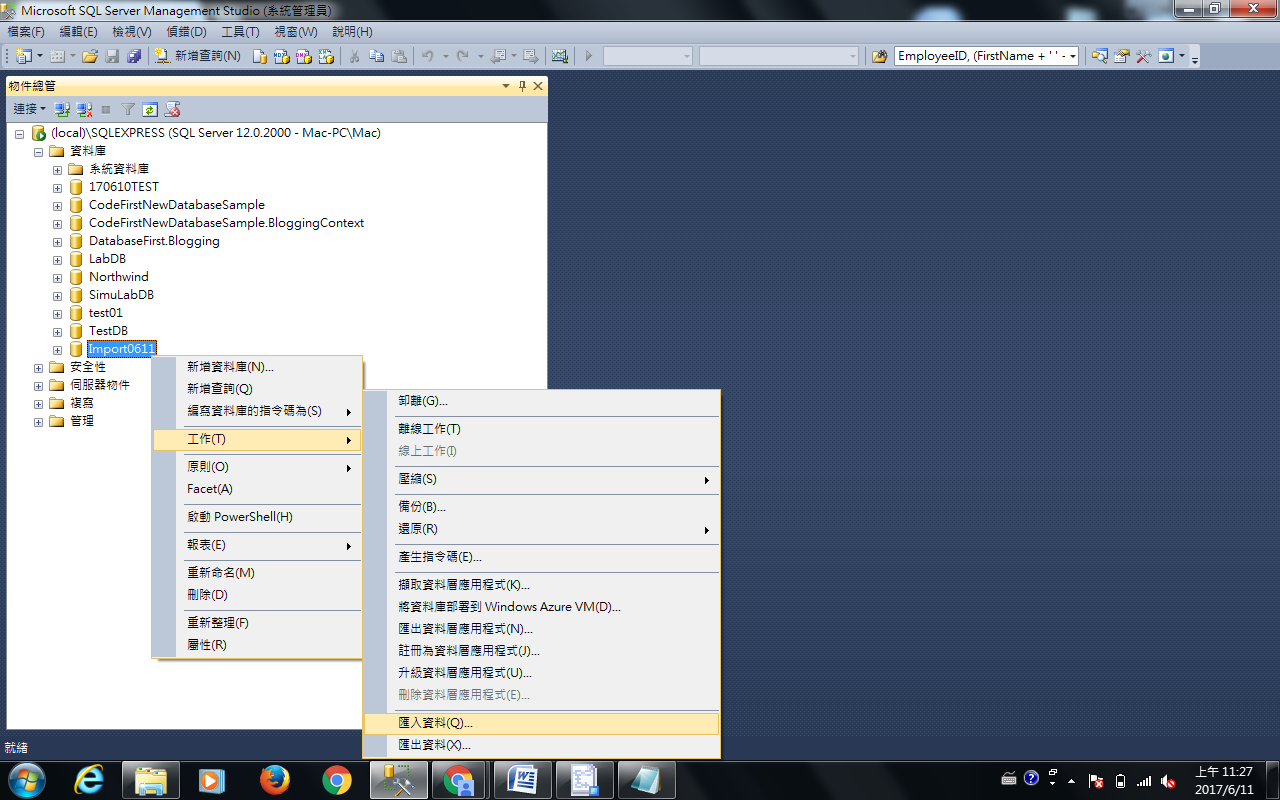 Microsoft SQL Server Management Studio (系統管理員)
檔案(F) 編輯(E) 檢視(V) 偵錯(D) 工具(T) 視窗(W) 說明(H)
新增查詢(N) EmployeeID, (FirstName + ' ' -
物件總管
連接
(local)\SQLEXPRESS (SQL Server 12.0.2000 - Mac-PC\Mac)
資料庫
系統資料庫
170610TEST
CodeFirstNewDatabaseSample
CodeFirstNewDatabaseSample.BloggingContext
DatabaseFirst.Blogging
LabDB
Northwind
SimuLabDB
test01
TestDB
Import0611
安全性
伺服器物件
複寫
管理
新增資料庫(N)...
新增查詢(Q)
編寫資料庫的指令碼為(S)
工作(T)
原則(O)
Facet(A)
啟動 PowerShell(H)
報表(E)
重新命名(M)
刪除(D)
重新整理(F)
屬性(R)
卸離(G)...
離線工作(T)
線上工作(I)
壓縮(S)
備份(B)...
還原(R)
產生指令碼(E)...
擷取資料層應用程式(K)...
將資料庫部署到 Windows Azure VM(D)...
匯出資料層應用程式(N)...
註冊為資料層應用程式(J)...
升級資料層應用程式(U)...
刪除資料層應用程式(E)...
匯入資料(Q)...
匯出資料(X)...
就緒
上午 11:27
2017/6/11